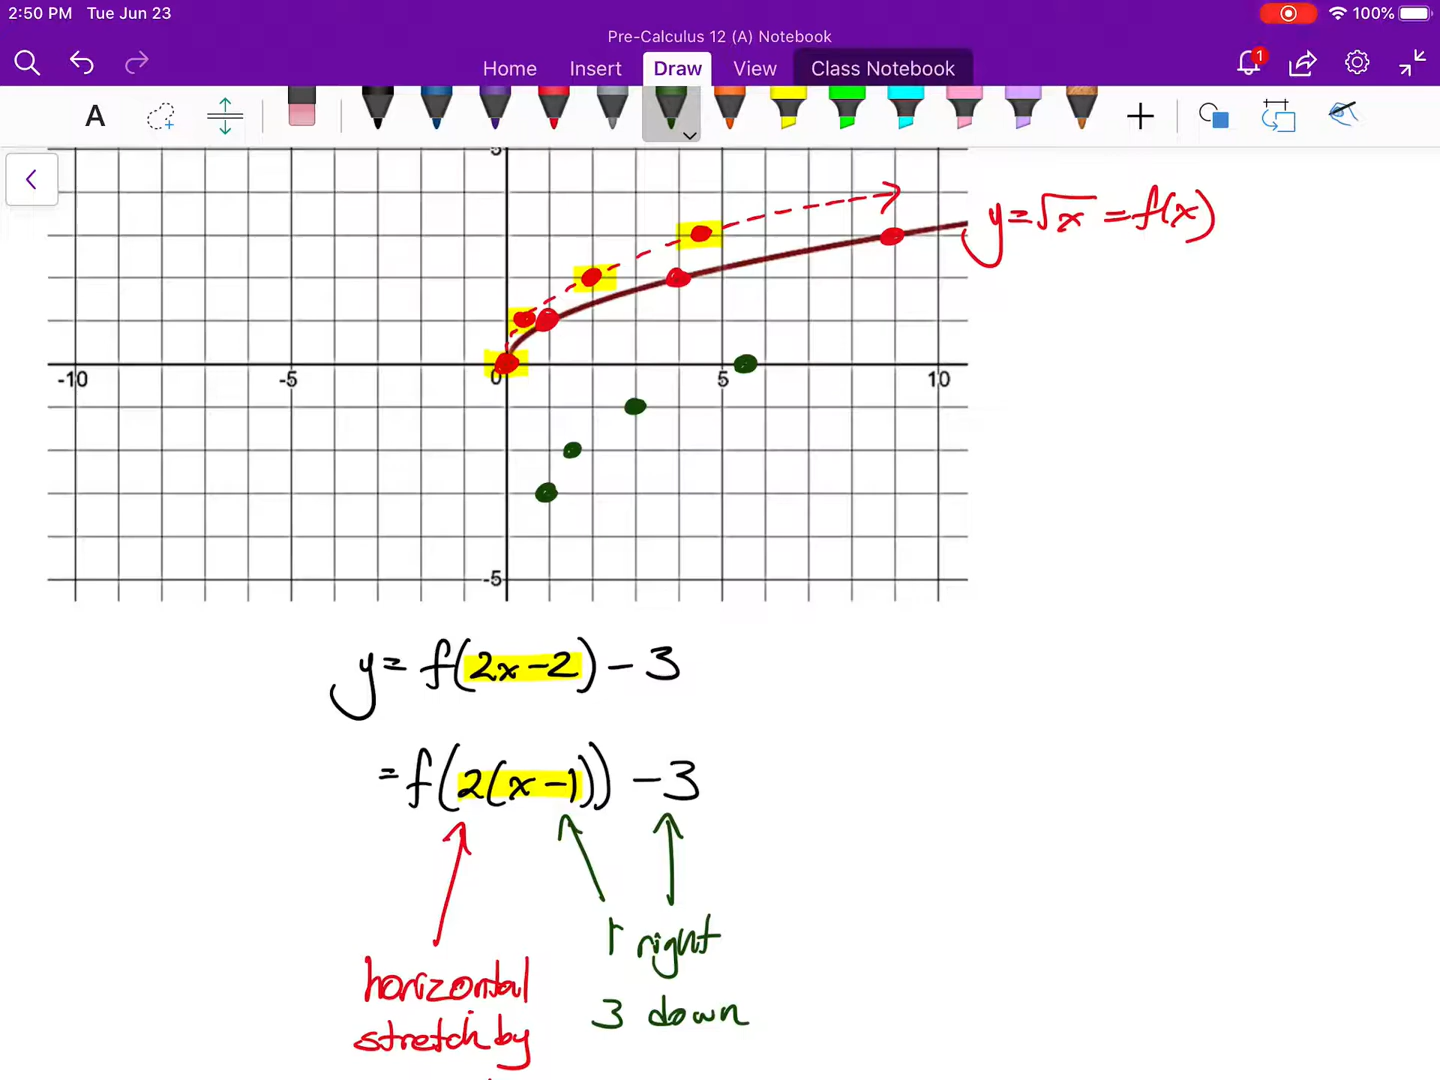 2:50 PM Tue Jun 23
100%
Pre-Calculus 12 (A) Notebook
Home Insert Draw View Class Notebook
1
A
5
y=√x = f(x)
-10 -5 0 5 10
-5
y= f(2x-2) - 3
= f(2(x-1)) - 3
1 right
3 down
horizontal
stretch by